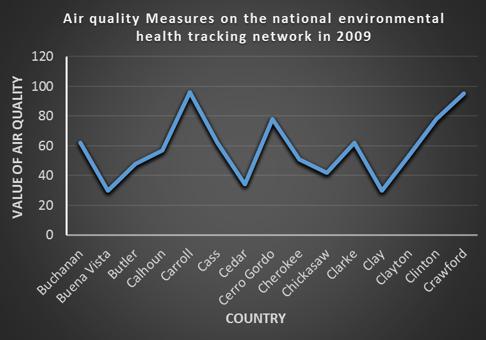 Air quality Measures on the national environmental
health tracking network in 2009
VALUE OF AIR QUALITY
120
100
80
60
40
20
0
Buchanan
Buena Vista
Butler
Calhoun
Carroll
Cass
Cedar
Cerro Gordo
Cherokee
Chickasaw
Clarke
Clay
Clayton
Clinton
Crawford
COUNTRY